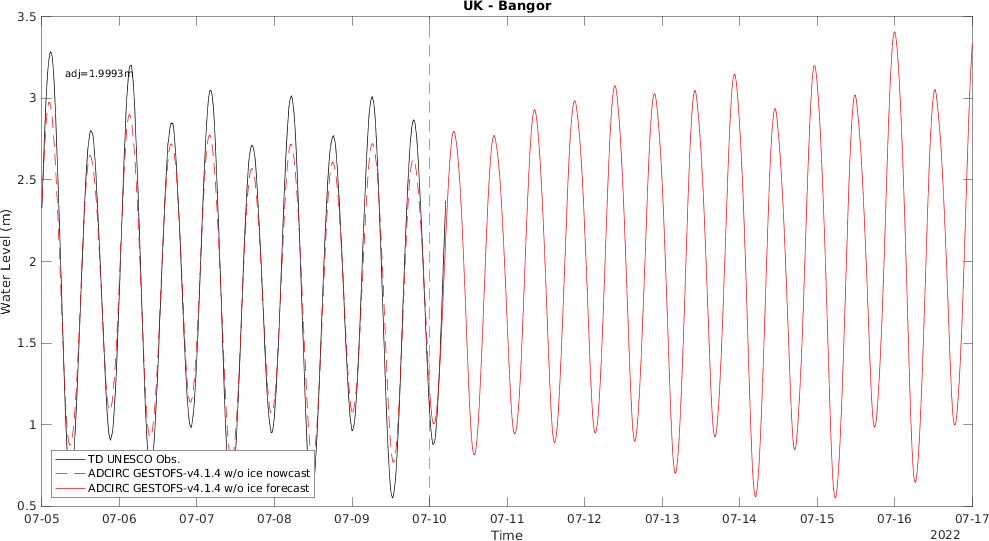 UK - Bangor
adj=1.9993m
Water Level (m)
3.5
3
2.5
2
1.5
1
0.5
TD UNESCO Obs.
ADCIRC GESTOFS-v4.1.4 w/o ice nowcast
ADCIRC GESTOFS-v4.1.4 w/o ice forecast
07-05 07-06 07-07 07-08 07-09 07-10 07-11 07-12 07-13 07-14 07-15 07-16 07-17
Time
2022